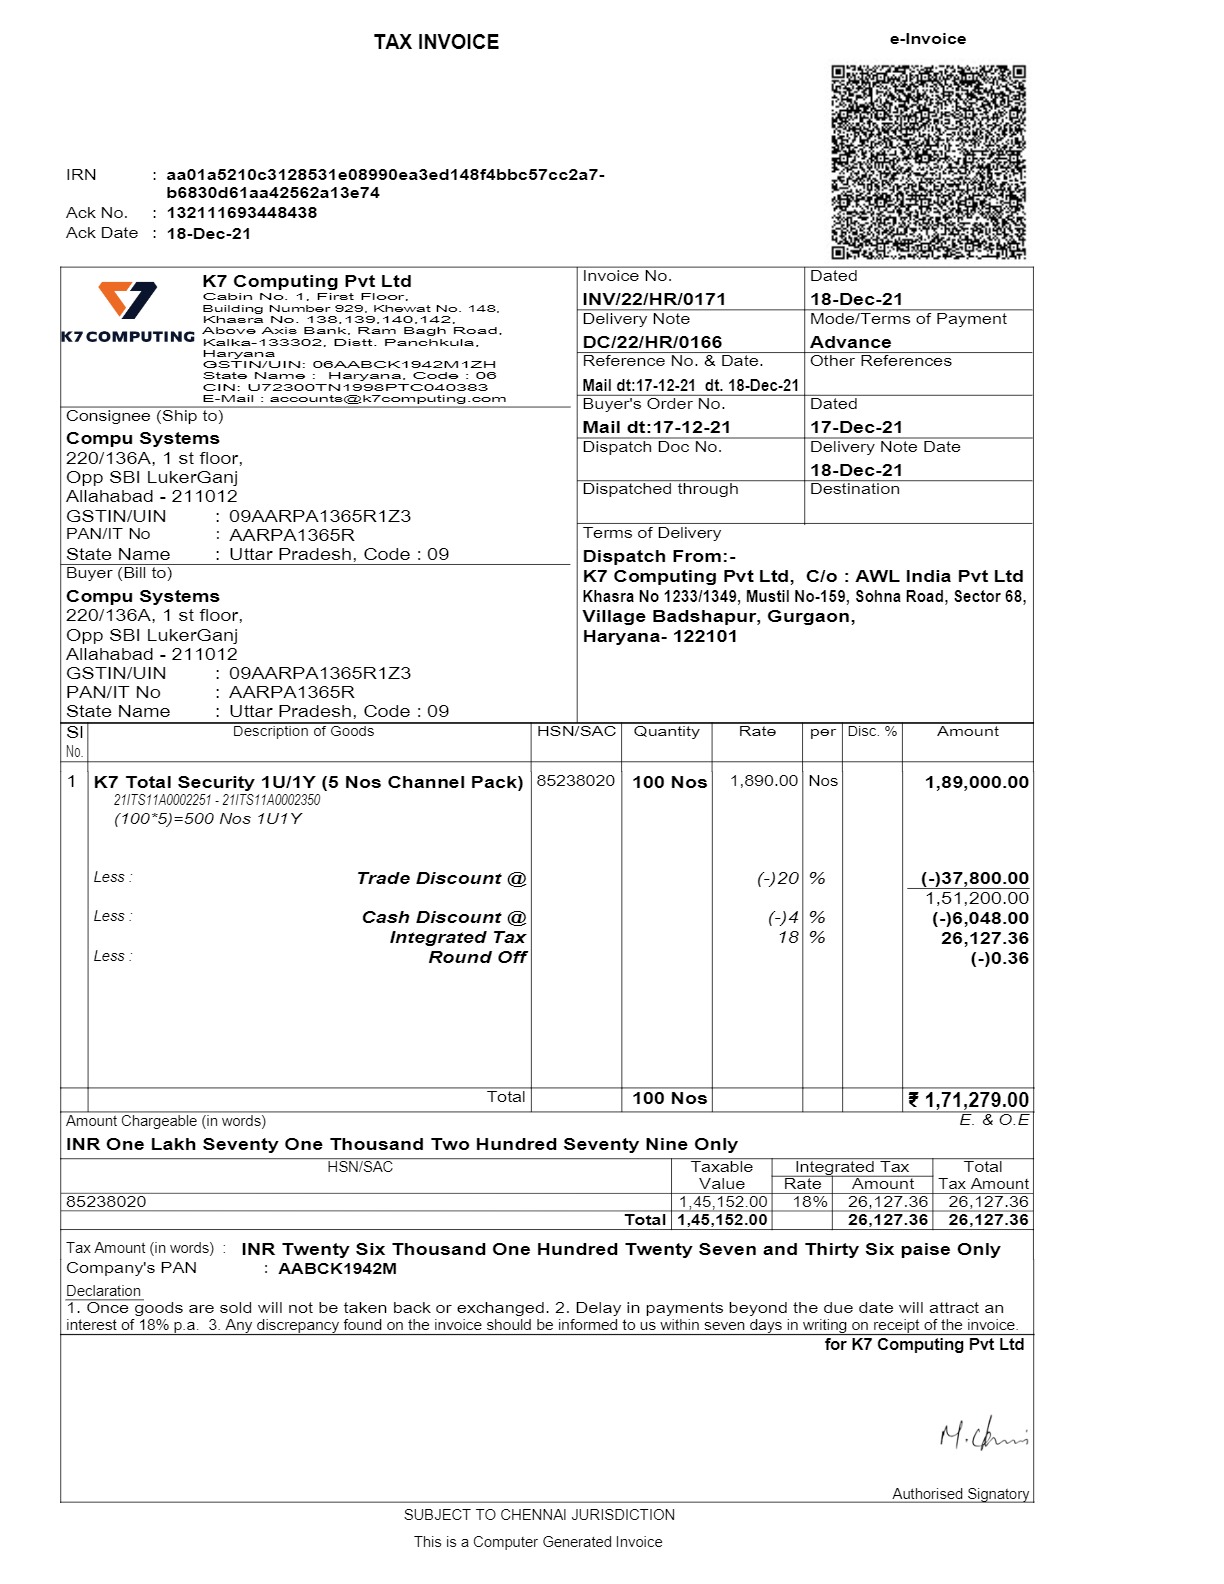 TAX INVOICE
e-Invoice
IRN : aa01a5210c3128531e08990ea3ed148f4bbc57cc2a7-
b6830d61aa42562a13e74
Ack No. : 132111693448438
Ack Date : 18-Dec-21
K7 COMPUTING
K7 Computing Pvt Ltd
Cabin No. 1, First Floor,
Building Number 929, Khewat No. 148,
Khasra No. 138,139,140,142,
Above Axis Bank, Ram Bagh Road,
Kalka-133302, Distt. Panchkula,
Haryana
GSTIN/UIN: 06AABCK1942M1ZH
State Name : Haryana, Code : 06
CIN: U72300TN1998PTC040383
E-Mail : accounts@k7computing.com
Invoice No. Dated
INV/22/HR/0171 18-Dec-21
Delivery Note Mode/Terms of Payment
DC/22/HR/0166 Advance
Reference No. & Date. Other References
Mail dt:17-12-21 dt. 18-Dec-21
Buyer's Order No. Dated
Mail dt:17-12-21 17-Dec-21
Dispatch Doc No. Delivery Note Date
18-Dec-21
Dispatched through Destination
Terms of Delivery
Dispatch From:-
K7 Computing Pvt Ltd, C/o : AWL India Pvt Ltd
Khasra No 1233/1349, Mustil No-159, Sohna Road, Sector 68,
Village Badshapur, Gurgaon,
Haryana- 122101
Consignee (Ship to)
Compu Systems
220/136A, 1 st floor,
Opp SBI LukerGanj
Allahabad - 211012
GSTIN/UIN : 09AARPA1365R1Z3
PAN/IT No : AARPA1365R
State Name : Uttar Pradesh, Code : 09
Buyer (Bill to)
Compu Systems
220/136A, 1 st floor,
Opp SBI LukerGanj
Allahabad - 211012
GSTIN/UIN : 09AARPA1365R1Z3
PAN/IT No : AARPA1365R
State Name : Uttar Pradesh, Code : 09
Sl No. Description of Goods HSN/SAC Quantity Rate per Disc. % Amount
1 K7 Total Security 1U/1Y (5 Nos Channel Pack) 85238020 100 Nos 1,890.00 Nos 1,89,000.00
21ITS11A0002251 - 21ITS11A0002350
(100*5)=500 Nos 1U1Y
Less : Trade Discount @ (-)20 % (-)37,800.00
1,51,200.00
Less : Cash Discount @ (-)4 % (-)6,048.00
Integrated Tax 18 % 26,127.36
Less : Round Off (-)0.36
Total 100 Nos ₹ 1,71,279.00
Amount Chargeable (in words) E. & O.E
INR One Lakh Seventy One Thousand Two Hundred Seventy Nine Only
HSN/SAC Taxable Integrated Tax Total
Value Rate Amount Tax Amount
85238020 1,45,152.00 18% 26,127.36 26,127.36
Total 1,45,152.00 26,127.36 26,127.36
Tax Amount (in words) : INR Twenty Six Thousand One Hundred Twenty Seven and Thirty Six paise Only
Company's PAN : AABCK1942M
Declaration
1. Once goods are sold will not be taken back or exchanged. 2. Delay in payments beyond the due date will attract an
interest of 18% p.a. 3. Any discrepancy found on the invoice should be informed to us within seven days in writing on receipt of the invoice.
for K7 Computing Pvt Ltd
Authorised Signatory
SUBJECT TO CHENNAI JURISDICTION
This is a Computer Generated Invoice